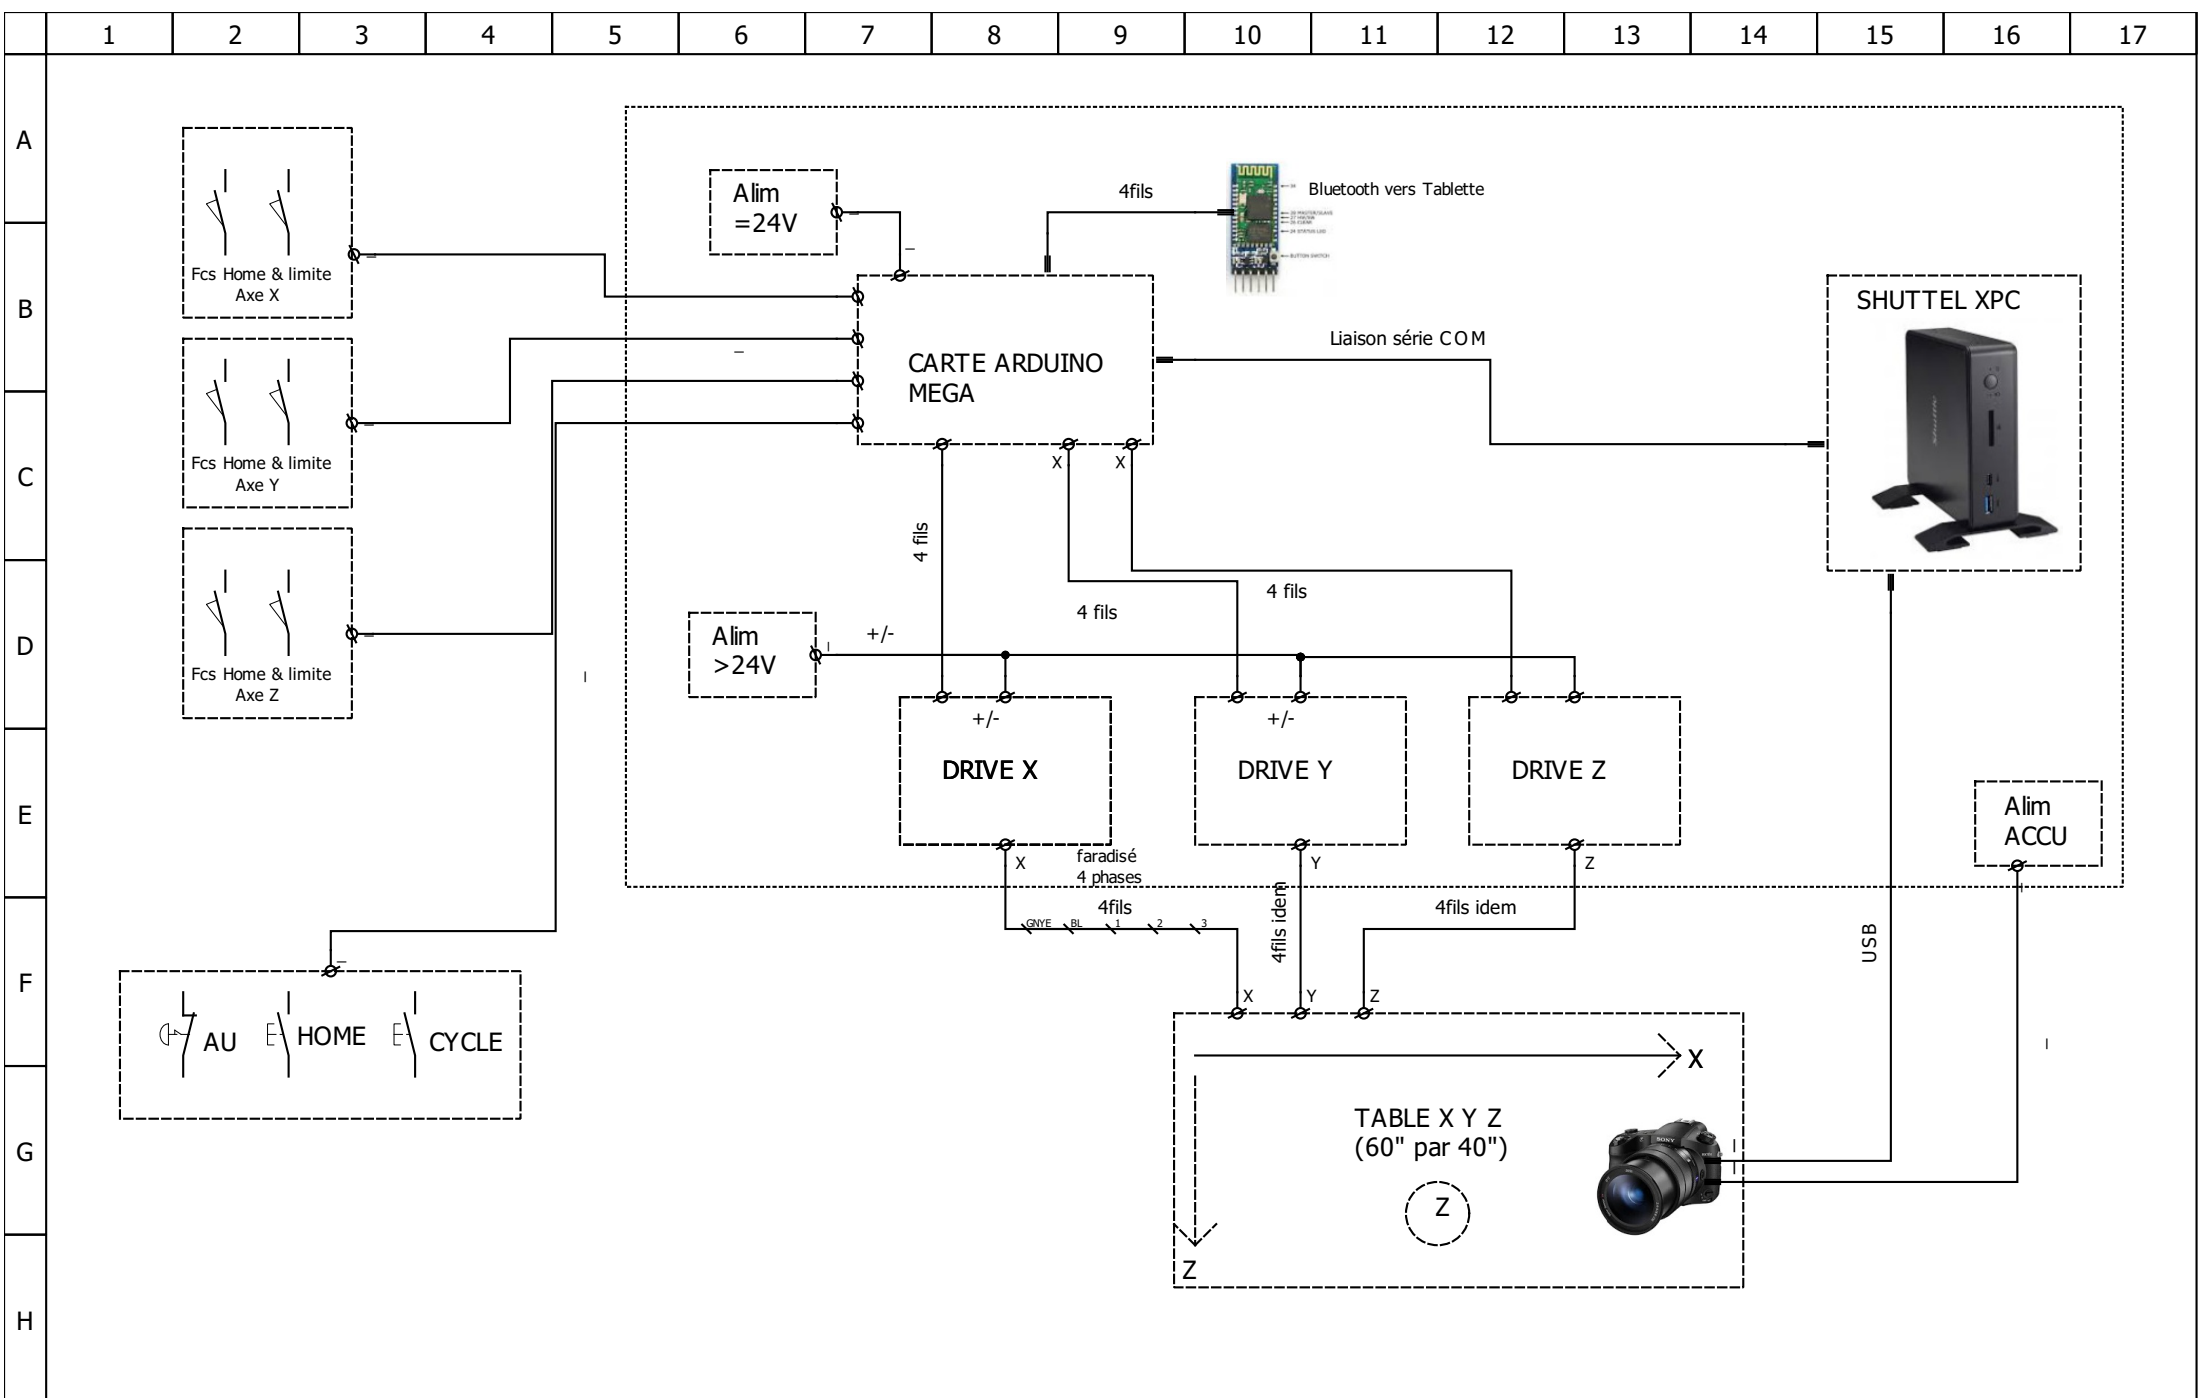 1 2 3 4 5 6 7 8 9 10 11 12 13 14 15 16 17
A
B
C
D
E
F
G
H
Fcs Home & limite
Axe X
Fcs Home & limite
Axe Y
Fcs Home & limite
Axe Z
Alim
=24V
4fils
Bluetooth vers Tablette
BUTTON SWITCH
CARTE ARDUINO
MEGA
Liaison série COM
SHUTTEL XPC
X
X
4 fils
4 fils
4 fils
Alim
>24V
+/-
+/-
DRIVE X
+/-
DRIVE Y
DRIVE Z
Alim
ACCU
X
faradisé
4 phases
Y
Z
4fils
GNYE BL 1 2 3
4fils idem
4fils idem
USB
AU
HOME
CYCLE
X
Y
Z
X
TABLE X Y Z
(60" par 40")
SONY
Z
Z